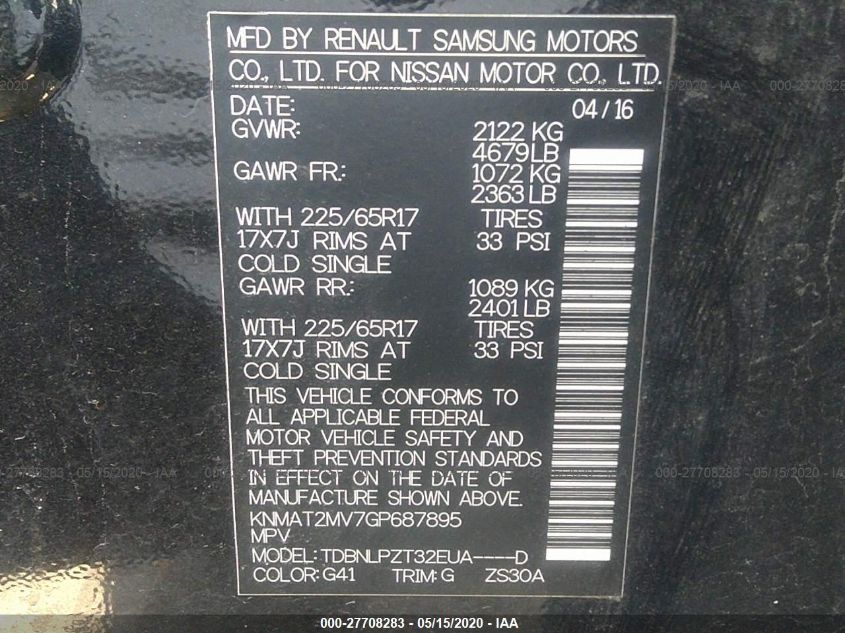 MFD BY RENAULT SAMSUNG MOTORS
CO., LTD. FOR NISSAN MOTOR CO., LTD.
DATE: 04 / 16
GVWR: 2122 KG
4679 LB
GAWR FR.: 1072 KG
2363 LB
WITH 225/65R17 TIRES
17X7J RIMS AT 33 PSI
COLD SINGLE
GAWR RR.: 1089 KG
2401 LB
WITH 225/65R17 TIRES
17X7J RIMS AT 33 PSI
COLD SINGLE
THIS VEHICLE CONFORMS TO
ALL APPLICABLE FEDERAL
MOTOR VEHICLE SAFETY AND
THEFT PREVENTION STANDARDS
IN EFFECT ON THE DATE OF
MANUFACTURE SHOWN ABOVE.
KNMAT2MV7GP687895
MPV
MODEL: TDBNLPZT32EUA----D
COLOR: G41 TRIM: G ZS30A
000-27708283 - 05/15/2020 - IAA